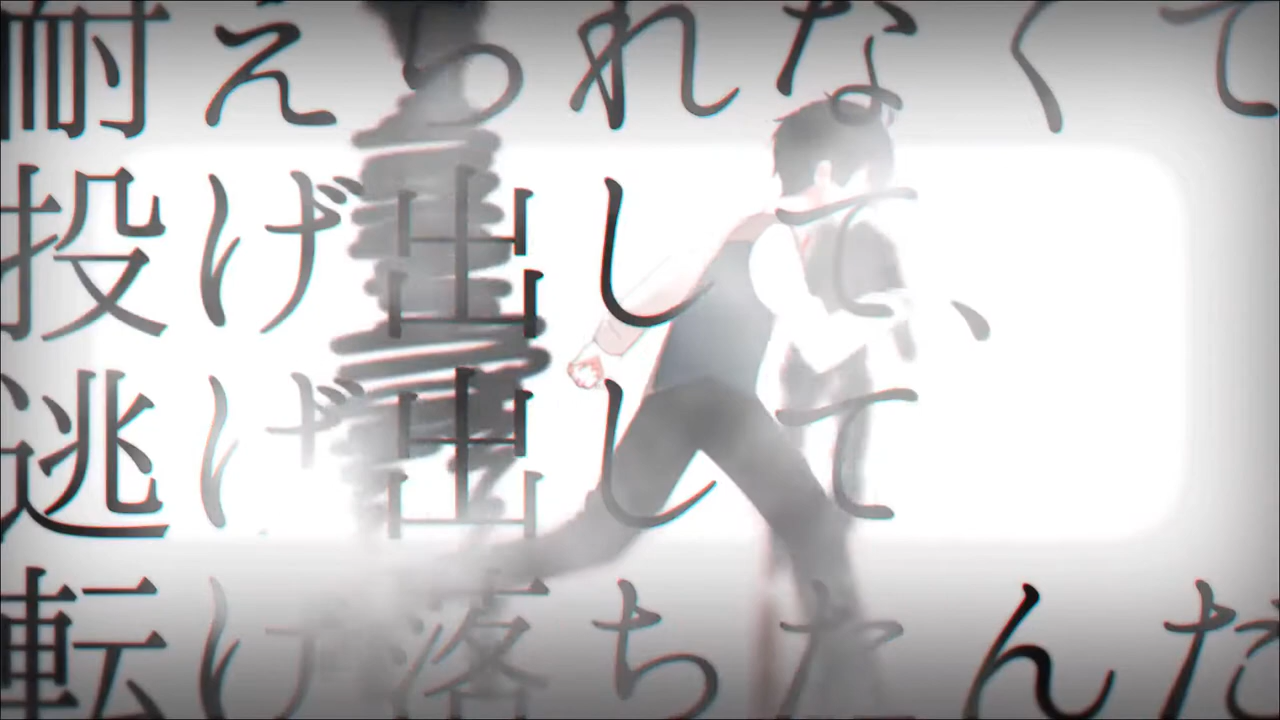 耐えられなくて
投げ出して、
逃げ出して
転げ落ちたんだ